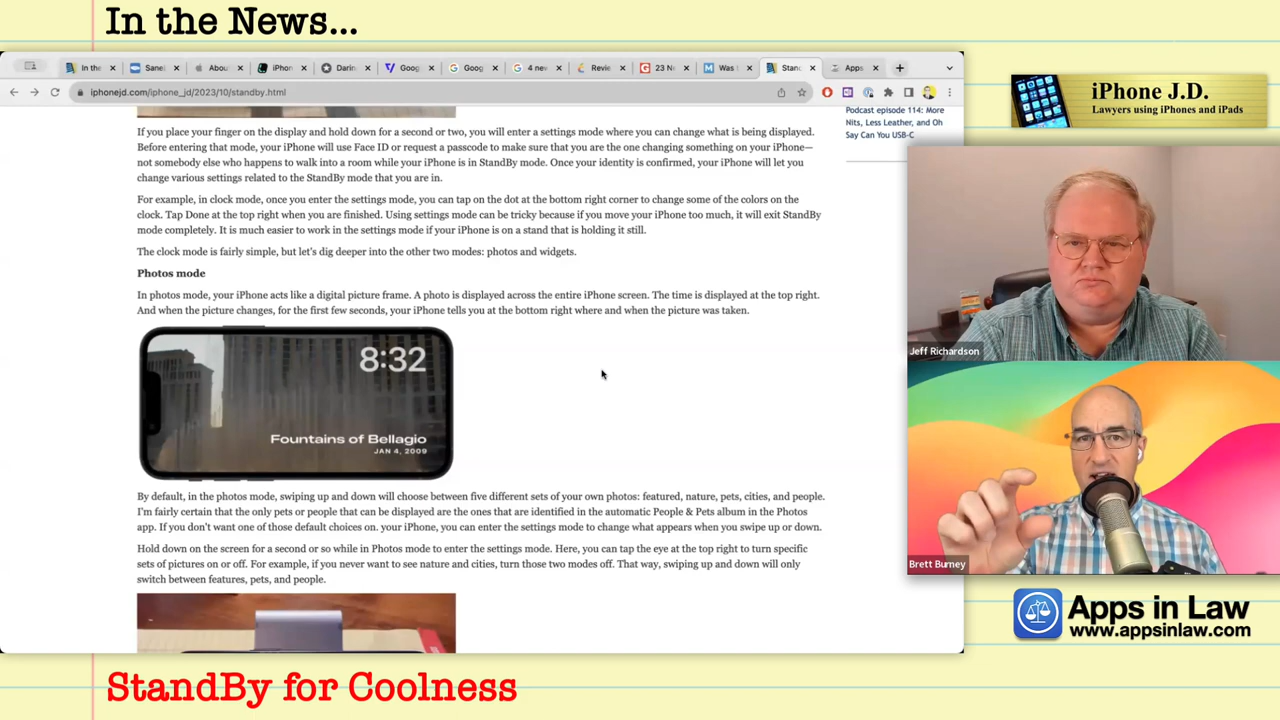 In the News...
In the
Sane
Abou
iPhon
Darin
Goog
Goog
4 nev
Revie
23 N
Was t
Stanc
Apps
iphonejd.com/iphone_jd/2023/10/standby.html
Podcast episode 114: More
Nits, Less Leather, and Oh
Say Can You USB-C
If you place your finger on the display and hold down for a second or two, you will enter a settings mode where you can change what is being displayed.
Before entering that mode, your iPhone will use Face ID or request a passcode to make sure that you are the one changing something on your iPhone—
not somebody else who happens to walk into a room while your iPhone is in StandBy mode. Once your identity is confirmed, your iPhone will let you
change various settings related to the StandBy mode that you are in.
For example, in clock mode, once you enter the settings mode, you can tap on the dot at the bottom right corner to change some of the colors on the
clock. Tap Done at the top right when you are finished. Using settings mode can be tricky because if you move your iPhone too much, it will exit StandBy
mode completely. It is much easier to work in the settings mode if your iPhone is on a stand that is holding it still.
The clock mode is fairly simple, but let's dig deeper into the other two modes: photos and widgets.
Photos mode
In photos mode, your iPhone acts like a digital picture frame. A photo is displayed across the entire iPhone screen. The time is displayed at the top right.
And when the picture changes, for the first few seconds, your iPhone tells you at the bottom right where and when the picture was taken.
8:32
Fountains of Bellagio
JAN 4, 2009
By default, in the photos mode, swiping up and down will choose between five different sets of your own photos: featured, nature, pets, cities, and people.
I'm fairly certain that the only pets or people that can be displayed are the ones that are identified in the automatic People & Pets album in the Photos
app. If you don't want one of those default choices on. your iPhone, you can enter the settings mode to change what appears when you swipe up or down.
Hold down on the screen for a second or so while in Photos mode to enter the settings mode. Here, you can tap the eye at the top right to turn specific
sets of pictures on or off. For example, if you never want to see nature and cities, turn those two modes off. That way, swiping up and down will only
switch between features, pets, and people.
iPhone J.D.
Lawyers using iPhones and iPads
Jeff Richardson
Brett Burney
Apps in Law
www.appsinlaw.com
StandBy for Coolness